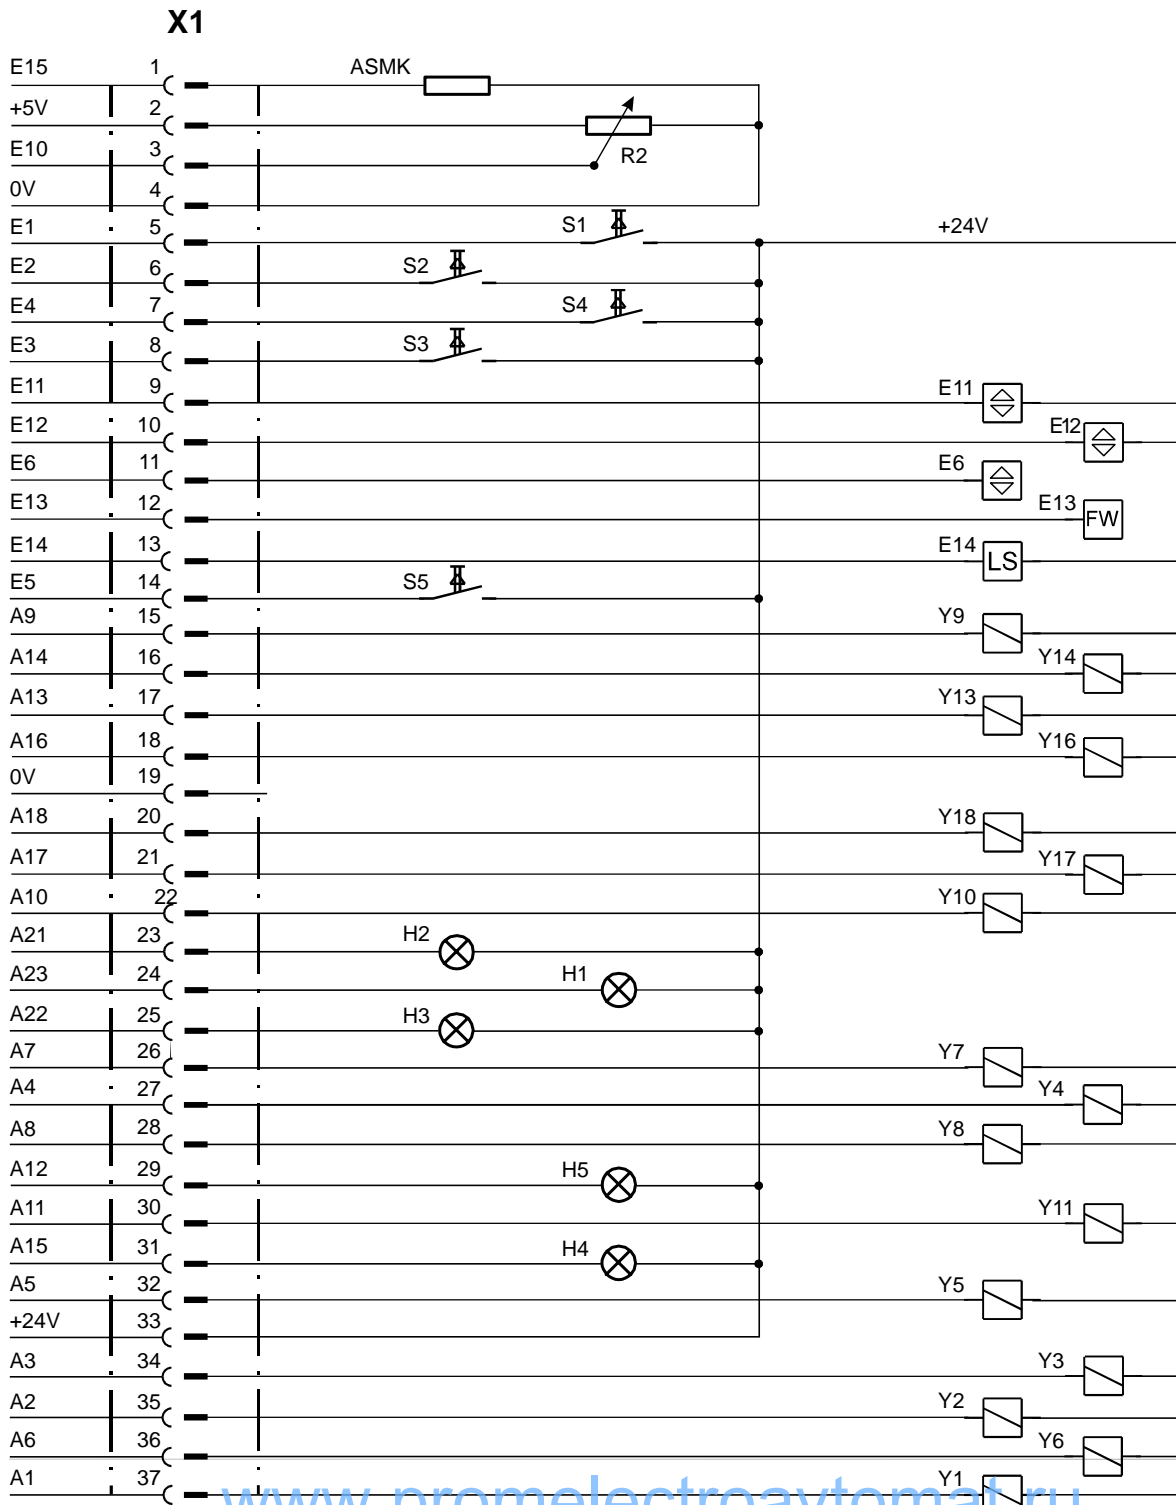 X1
E15 1 ASMK
+5V 2
E10 3 R2
0V 4
E1 5 S1 +24V
E2 6 S2
E4 7 S4
E3 8 S3
E11 9 E11
E12 10 E12
E6 11 E6
E13 12 E13 FW
E14 13 E14 LS
E5 14 S5
A9 15 Y9
A14 16 Y14
A13 17 Y13
A16 18 Y16
0V 19
A18 20 Y18
A17 21 Y17
A10 22 Y10
A21 23 H2
A23 24 H1
A22 25 H3
A7 26 Y7
A4 27 Y4
A8 28 Y8
A12 29 H5
A11 30 Y11
A15 31 H4
A5 32 Y5
+24V 33
A3 34 Y3
A2 35 Y2
A6 36 Y6
A1 37 Y1
www.promelectroavtomat.ru